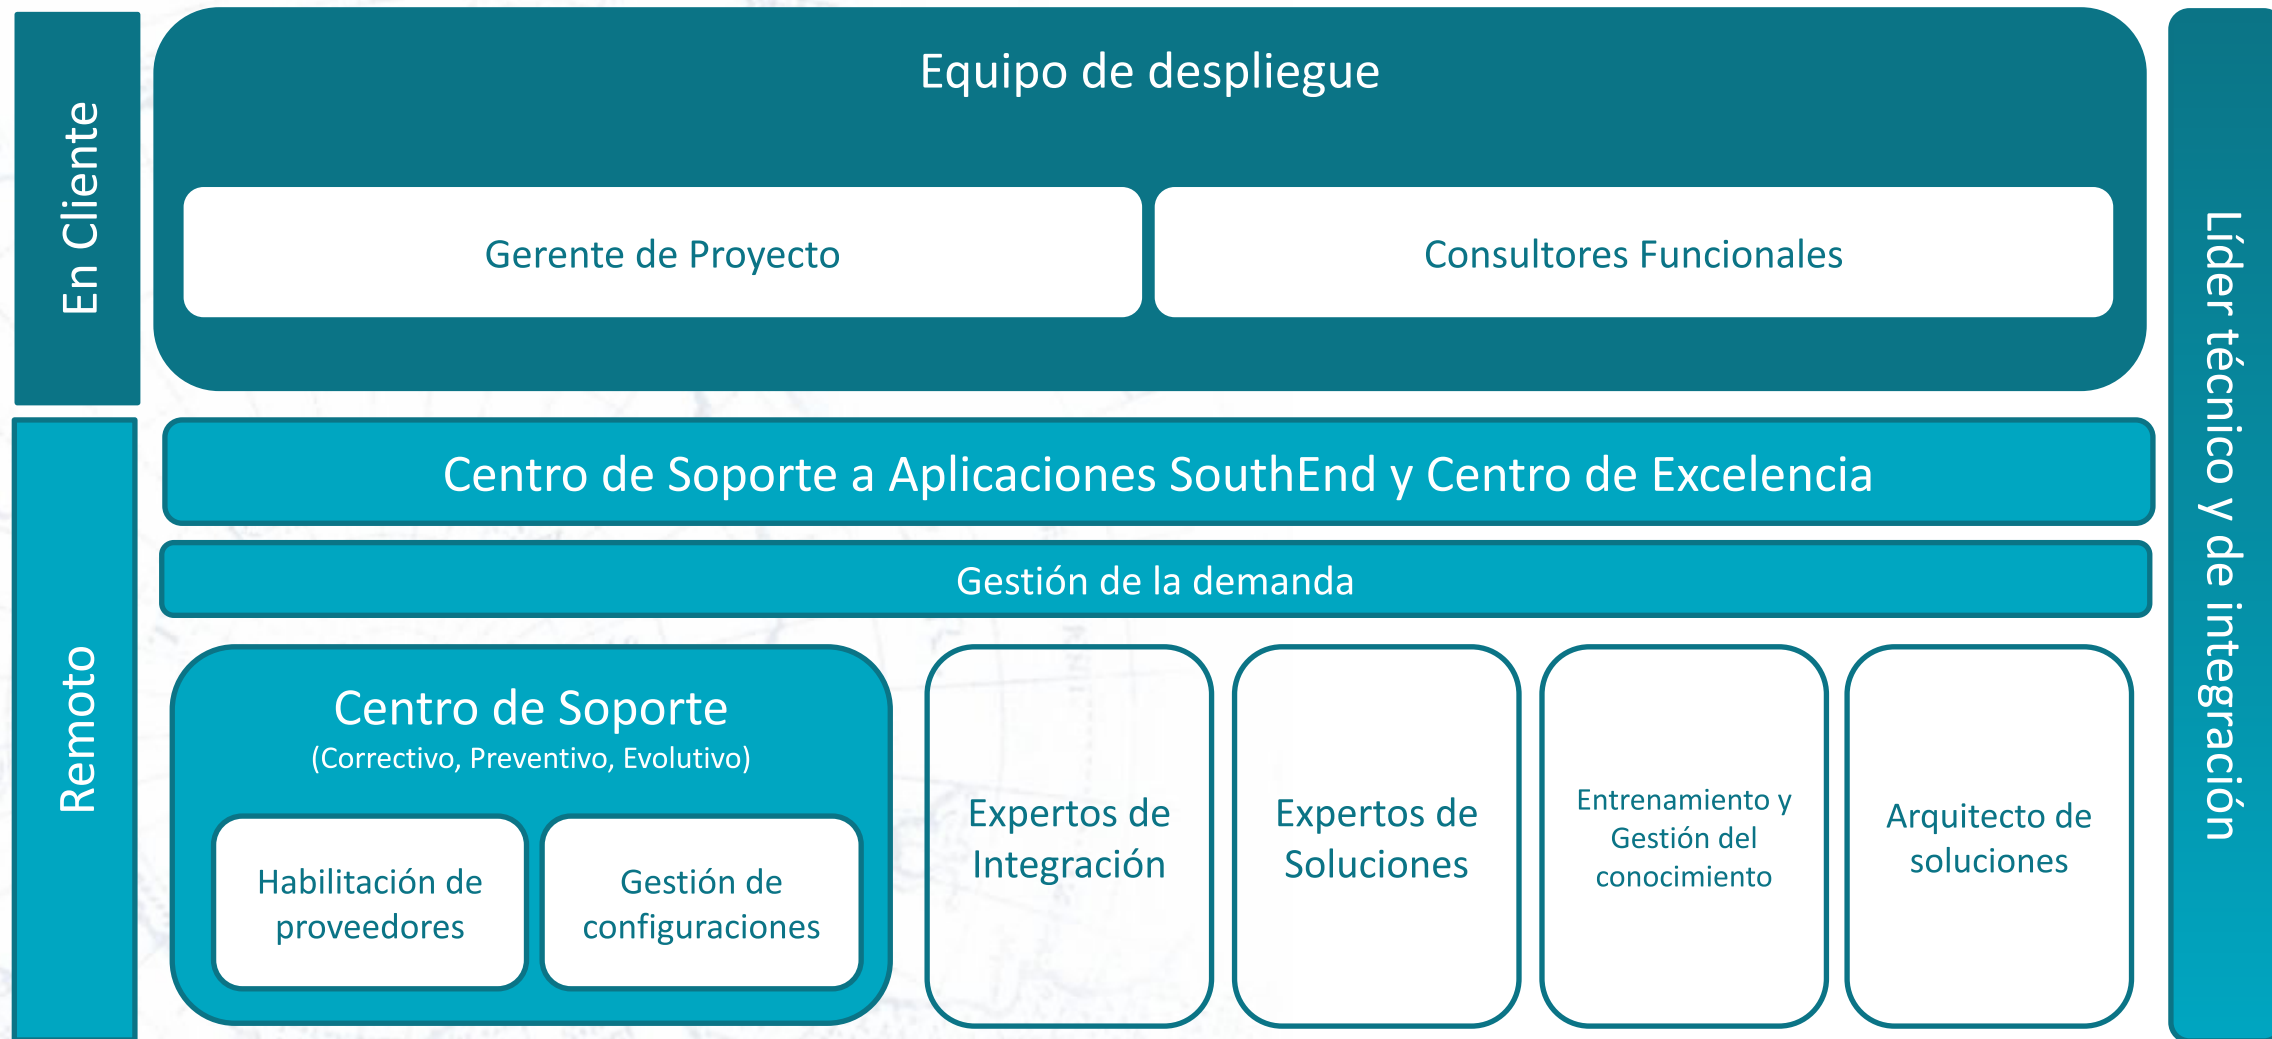 En Cliente
Equipo de despliegue
Gerente de Proyecto
Consultores Funcionales
Líder técnico y de integración
Remoto
Centro de Soporte a Aplicaciones SouthEnd y Centro de Excelencia
Gestión de la demanda
Centro de Soporte
(Correctivo, Preventivo, Evolutivo)
Habilitación de
proveedores
Gestión de
configuraciones
Expertos de
Integración
Expertos de
Soluciones
Entrenamiento y
Gestión del
conocimiento
Arquitecto de
soluciones